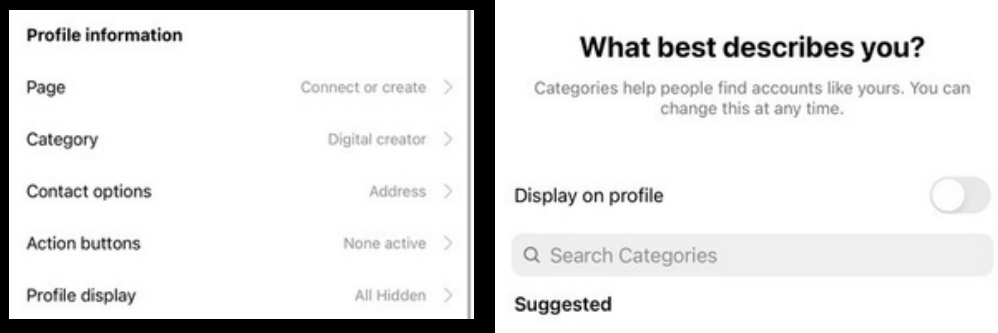 Profile information
Page Connect or create
Category Digital creator
Contact options Address
Action buttons None active
Profile display All Hidden
What best describes you?
Categories help people find accounts like yours. You can
change this at any time.
Display on profile
Search Categories
Suggested